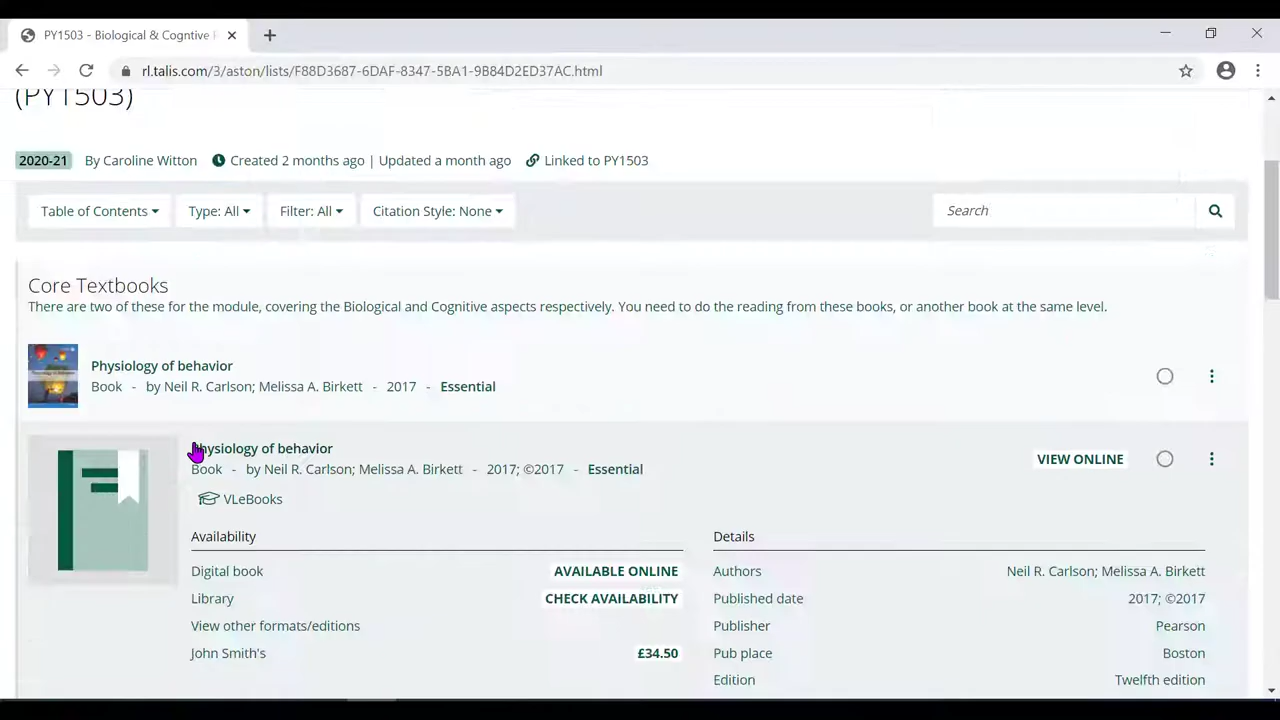 PY1503 - Biological & Cogntive
rl.talis.com/3/aston/lists/F88D3687-6DAF-8347-5BA1-9B84D2ED37AC.html
(PY1503)
2020-21 By Caroline Witton Created 2 months ago | Updated a month ago Linked to PY1503
Table of Contents Type: All Filter: All Citation Style: None Search
Core Textbooks
There are two of these for the module, covering the Biological and Cognitive aspects respectively. You need to do the reading from these books, or another book at the same level.
Physiology of behavior
Book - by Neil R. Carlson; Melissa A. Birkett - 2017 - Essential
Physiology of behavior
VIEW ONLINE
Book - by Neil R. Carlson; Melissa A. Birkett - 2017; ©2017 - Essential
VLeBooks
Availability
Digital book AVAILABLE ONLINE
Library CHECK AVAILABILITY
View other formats/editions
John Smith's £34.50
Details
Authors Neil R. Carlson; Melissa A. Birkett
Published date 2017; ©2017
Publisher Pearson
Pub place Boston
Edition Twelfth edition